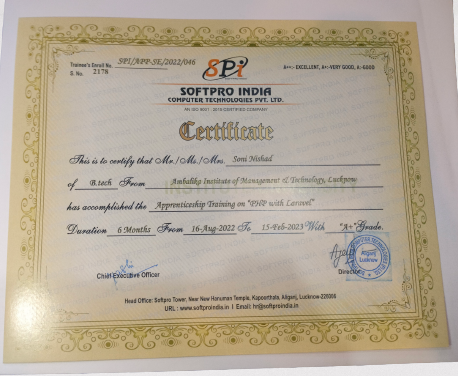 Trainee's Enroll No. SPI/APP-SE/2022/046
S. No. 2178
SPi
A++:- EXCELLENT, A+:-VERY GOOD, A:-GOOD
SOFTPRO INDIA
COMPUTER TECHNOLOGIES PVT. LTD.
AN ISO 9001 : 2015 CERTIFIED COMPANY
Certificate
This is to certify that Mr./Ms./Mrs. Soni Nishad
of B.tech From Ambalika Institute of Management & Technology, Lucknow
has accomplished the Apprenticeship Training on "PHP with Laravel"
Duration 6 Months From 16-Aug-2022 To 15-Feb-2023 With "A+" Grade.
Chief Executive Officer
Director
Aliganj
Lucknow
Head Office: Softpro Tower, Near New Hanuman Temple, Kapoorthala, Aliganj, Lucknow-226006
URL : www.softproindia.in I Email: hr@softproindia.in